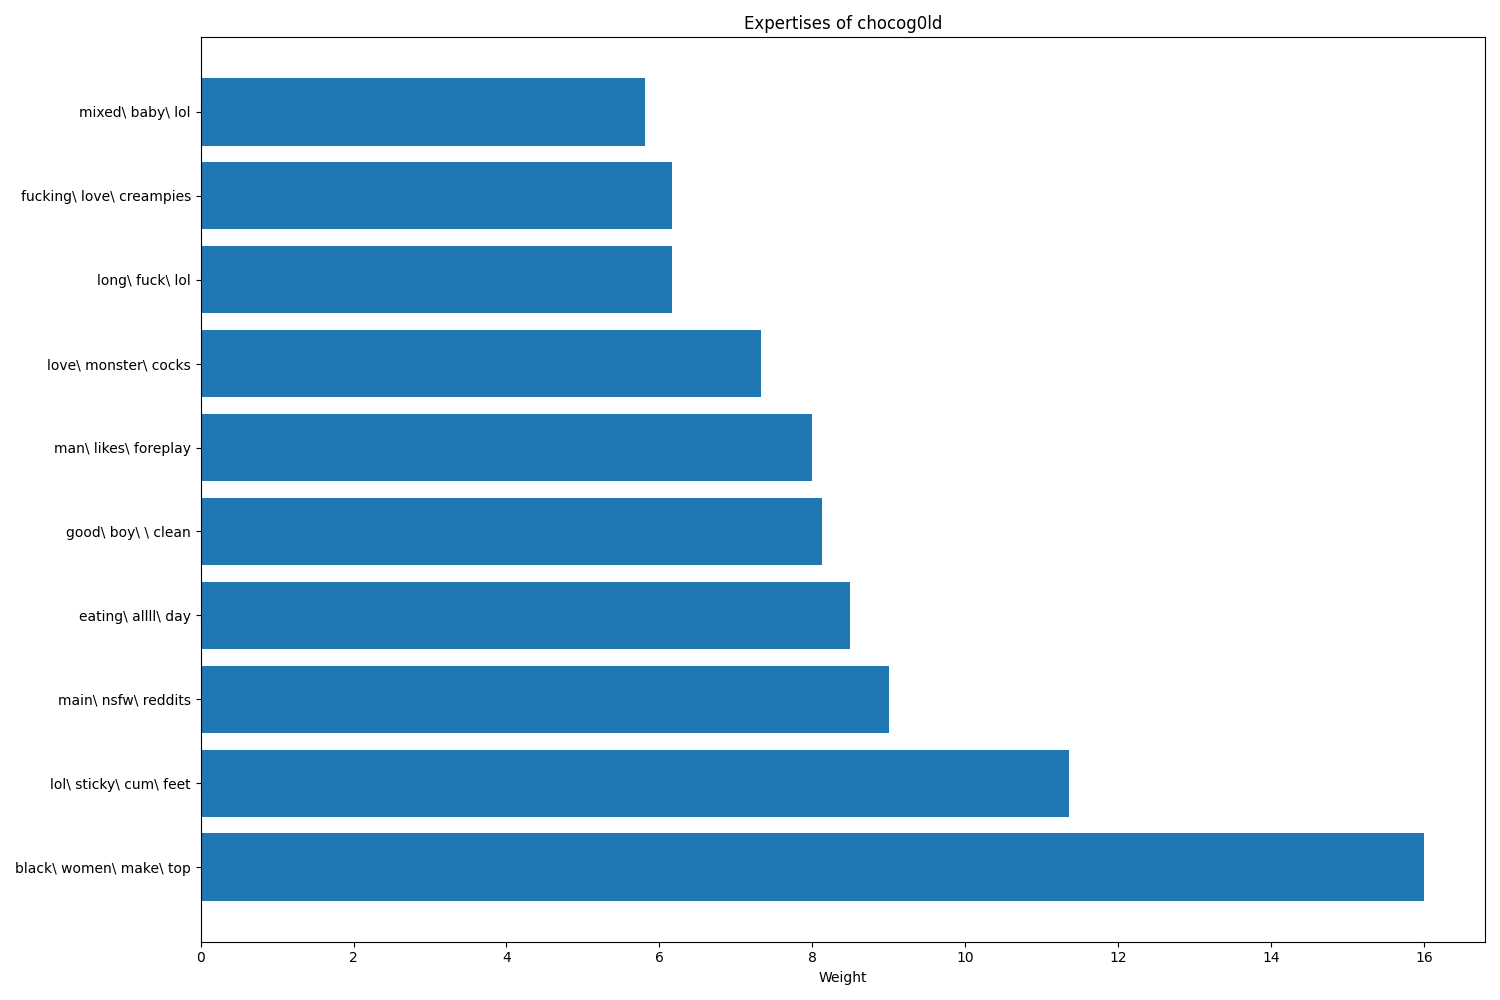 Expertises of chocog0ld
mixed\ baby\ lol
fucking\ love\ creampies
long\ fuck\ lol
love\ monster\ cocks
man\ likes\ foreplay
good\ boy\ \ clean
eating\ allll\ day
main\ nsfw\ reddits
lol\ sticky\ cum\ feet
black\ women\ make\ top
0 2 4 6 8 10 12 14 16
Weight